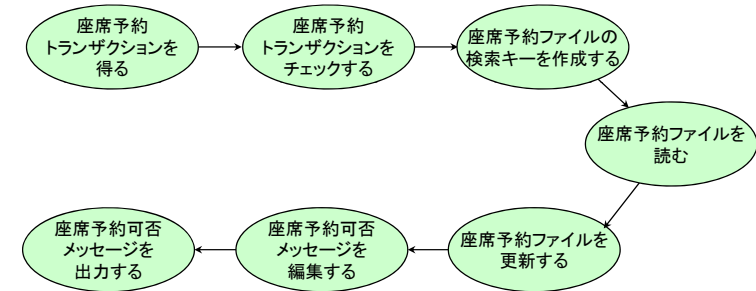 座席予約
トランザクションを
得る
座席予約
トランザクションを
チェックする
座席予約ファイルの
検索キーを作成する
座席予約ファイルを
読む
座席予約ファイルを
更新する
座席予約可否
メッセージを
編集する
座席予約可否
メッセージを
出力する